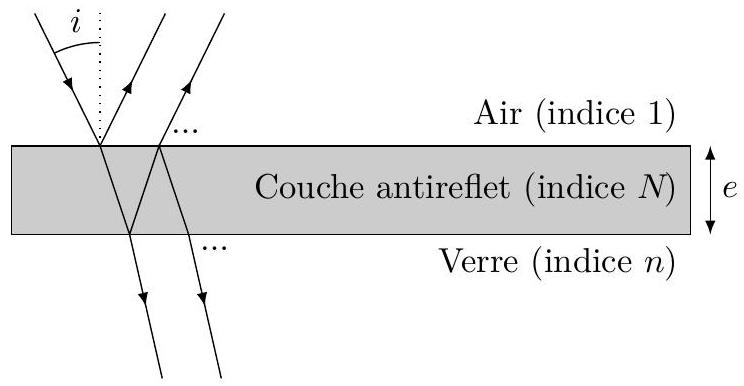 i
...
Air (indice 1)
Couche antireflet (indice N)
e
...
Verre (indice n)